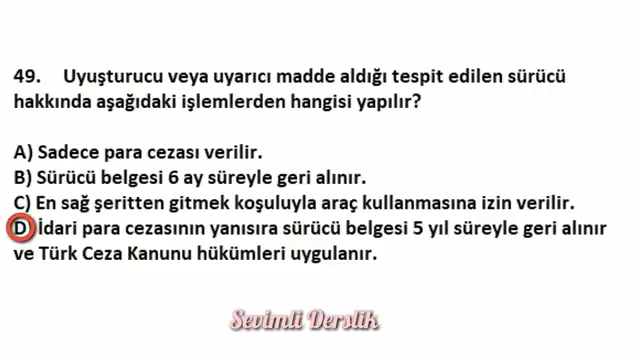 49. Uyuşturucu veya uyarıcı madde aldığı tespit edilen sürücü
hakkında aşağıdaki işlemlerden hangisi yapılır?
A) Sadece para cezası verilir.
B) Sürücü belgesi 6 ay süreyle geri alınır.
C) En sağ şeritten gitmek koşuluyla araç kullanmasına izin verilir.
D) İdari para cezasının yanısıra sürücü belgesi 5 yıl süreyle geri alınır
ve Türk Ceza Kanunu hükümleri uygulanır.
Sevimli Derslik